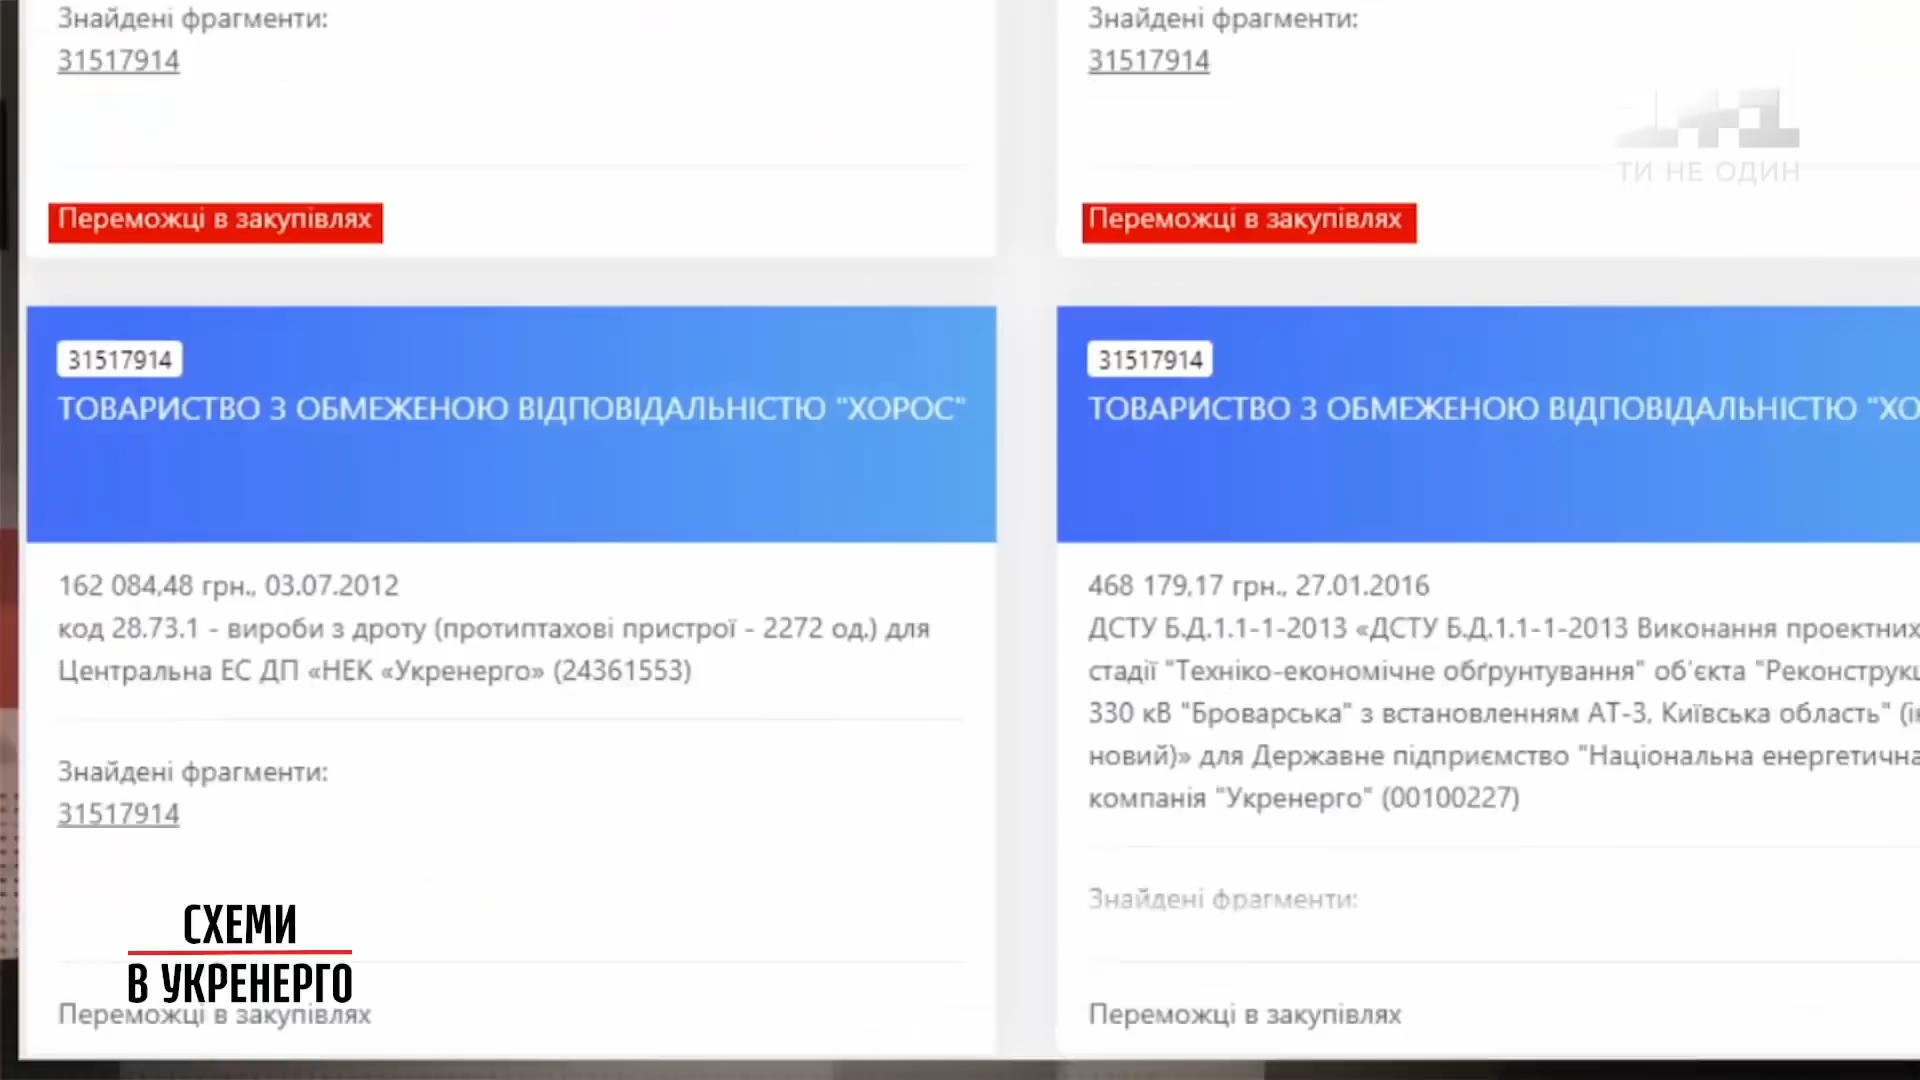 Знайдені фрагменти:
31517914
Переможці в закупівлях
Знайдені фрагменти:
31517914
Переможці в закупівлях
1+1
ТИ НЕ ОДИН
31517914
ТОВАРИСТВО З ОБМЕЖЕНОЮ ВІДПОВІДАЛЬНІСТЮ "ХОРОС"
162 084,48 грн., 03.07.2012
код 28.73.1 - вироби з дроту (протиптахові пристрої - 2272 од.) для
Центральна ЕС ДП «НЕК «Укренерго» (24361553)
Знайдені фрагменти:
31517914
Переможці в закупівлях
31517914
ТОВАРИСТВО З ОБМЕЖЕНОЮ ВІДПОВІДАЛЬНІСТЮ "ХО
468 179,17 грн., 27.01.2016
ДСТУ Б.Д.1.1-1-2013 «ДСТУ Б.Д.1.1-1-2013 Виконання проектних
стадії "Техніко-економічне обґрунтування" об'єкта "Реконструкц
330 кВ "Броварська" з встановленням АТ-3, Київська область" (ін
новий)» для Державне підприємство "Національна енергетична
компанія "Укренерго" (00100227)
Знайдені фрагменти:
Переможці в закупівлях
СХЕМИ
В УКРЕНЕРГО